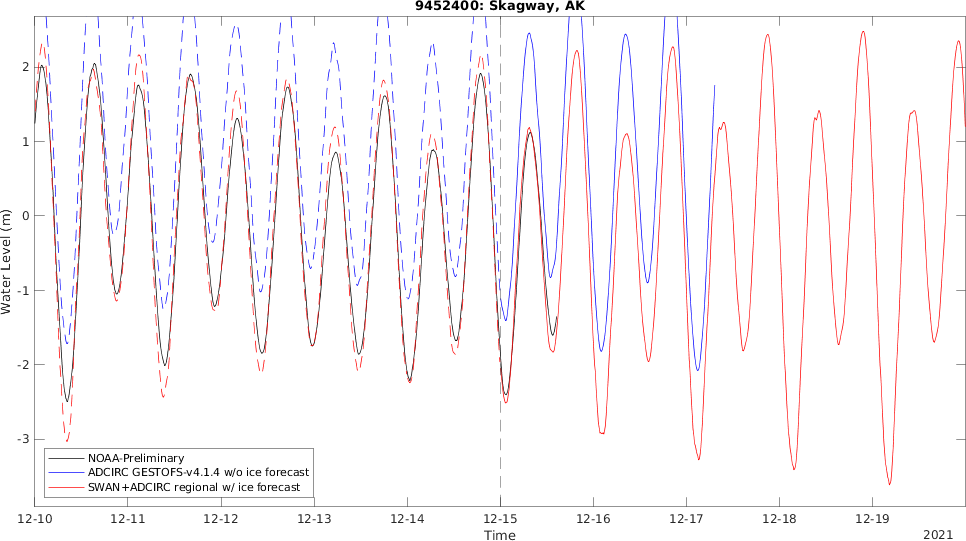 9452400: Skagway, AK
2
1
0
-1
-2
-3
Water Level (m)
NOAA-Preliminary
ADCIRC GESTOFS-v4.1.4 w/o ice forecast
SWAN+ADCIRC regional w/ ice forecast
12-10 12-11 12-12 12-13 12-14 12-15 12-16 12-17 12-18 12-19
Time
2021